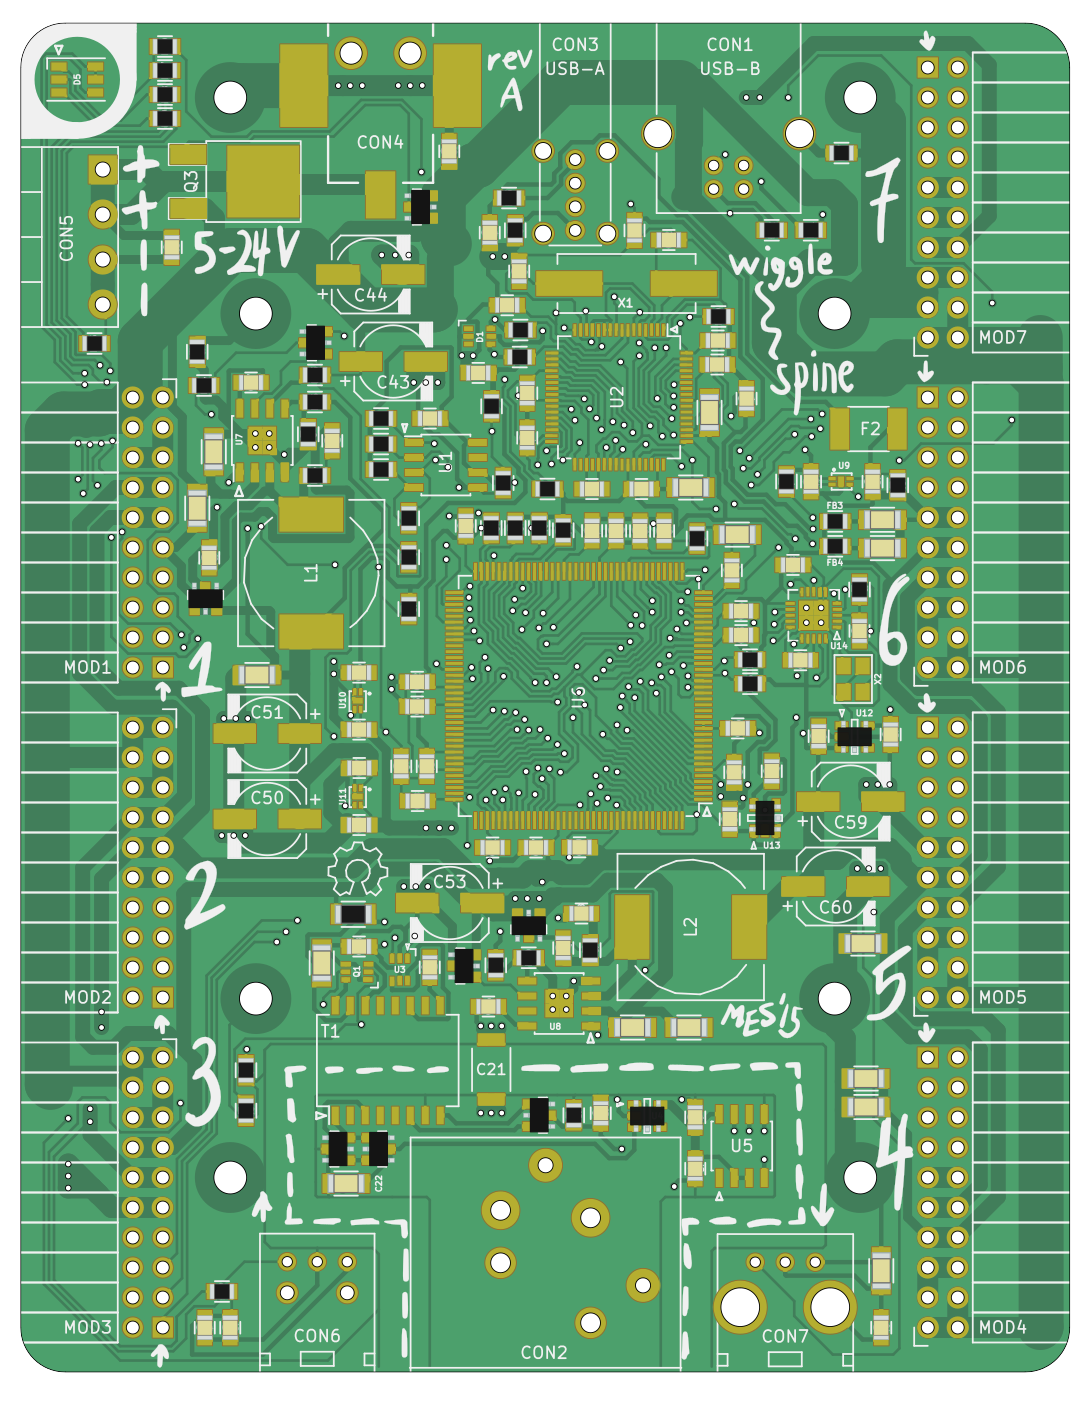 D5
rev
A
CON3
USB-A
CON1
USB-B
CON4
Q3
CON5
+
+
5-24V
C44
+
wiggle
spine
7
MOD7
X1
D1
C43
+
U2
U7
U1
F2
U9
FB3
FB4
L1
MOD1
1
U6
U14
X2
6
MOD6
U10
C51
+
U12
U11
C50
+
C59
+
U13
2
C53
+
C60
+
L2
Q1
U3
U8
MES'15
5
MOD2
MOD5
T1
3
C21
U5
4
C22
CON6
CON2
CON7
MOD3
MOD4